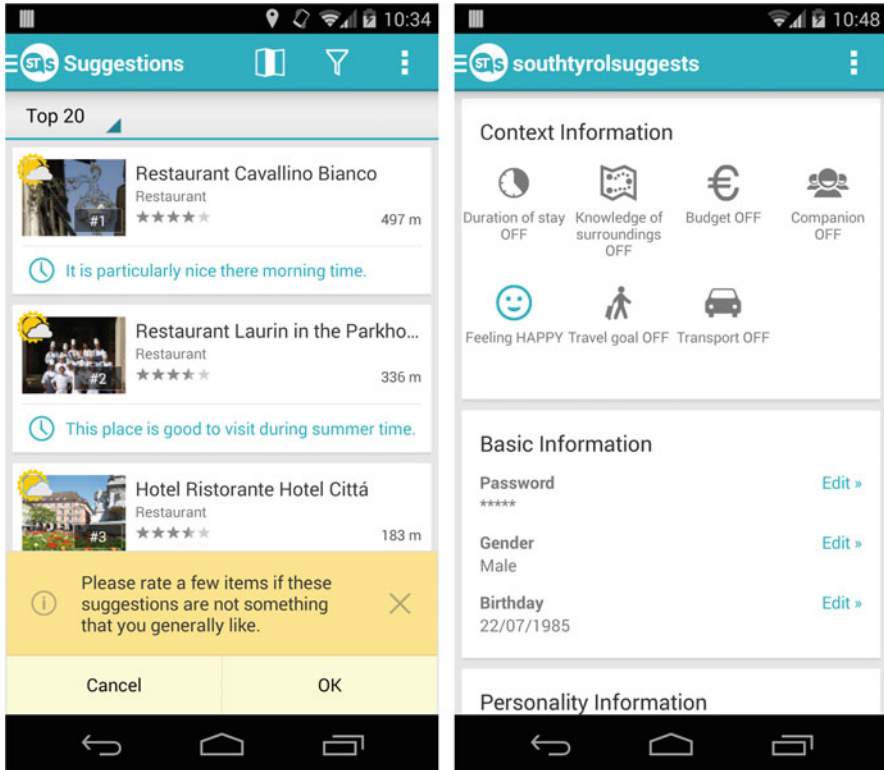 10:34
STS Suggestions
Top 20
Restaurant Cavallino Bianco
Restaurant
#1
497 m
It is particularly nice there morning time.
Restaurant Laurin in the Parkho...
Restaurant
#2
336 m
This place is good to visit during summer time.
Hotel Ristorante Hotel Cittá
Restaurant
#3
183 m
Please rate a few items if these
suggestions are not something
that you generally like.
Cancel OK
10:48
STS southtyrolsuggests
Context Information
Duration of stay
OFF
Knowledge of
surroundings
OFF
Budget OFF
Companion
OFF
Feeling HAPPY Travel goal OFF Transport OFF
Basic Information
Password Edit »
*****
Gender Edit »
Male
Birthday Edit »
22/07/1985
Personality Information